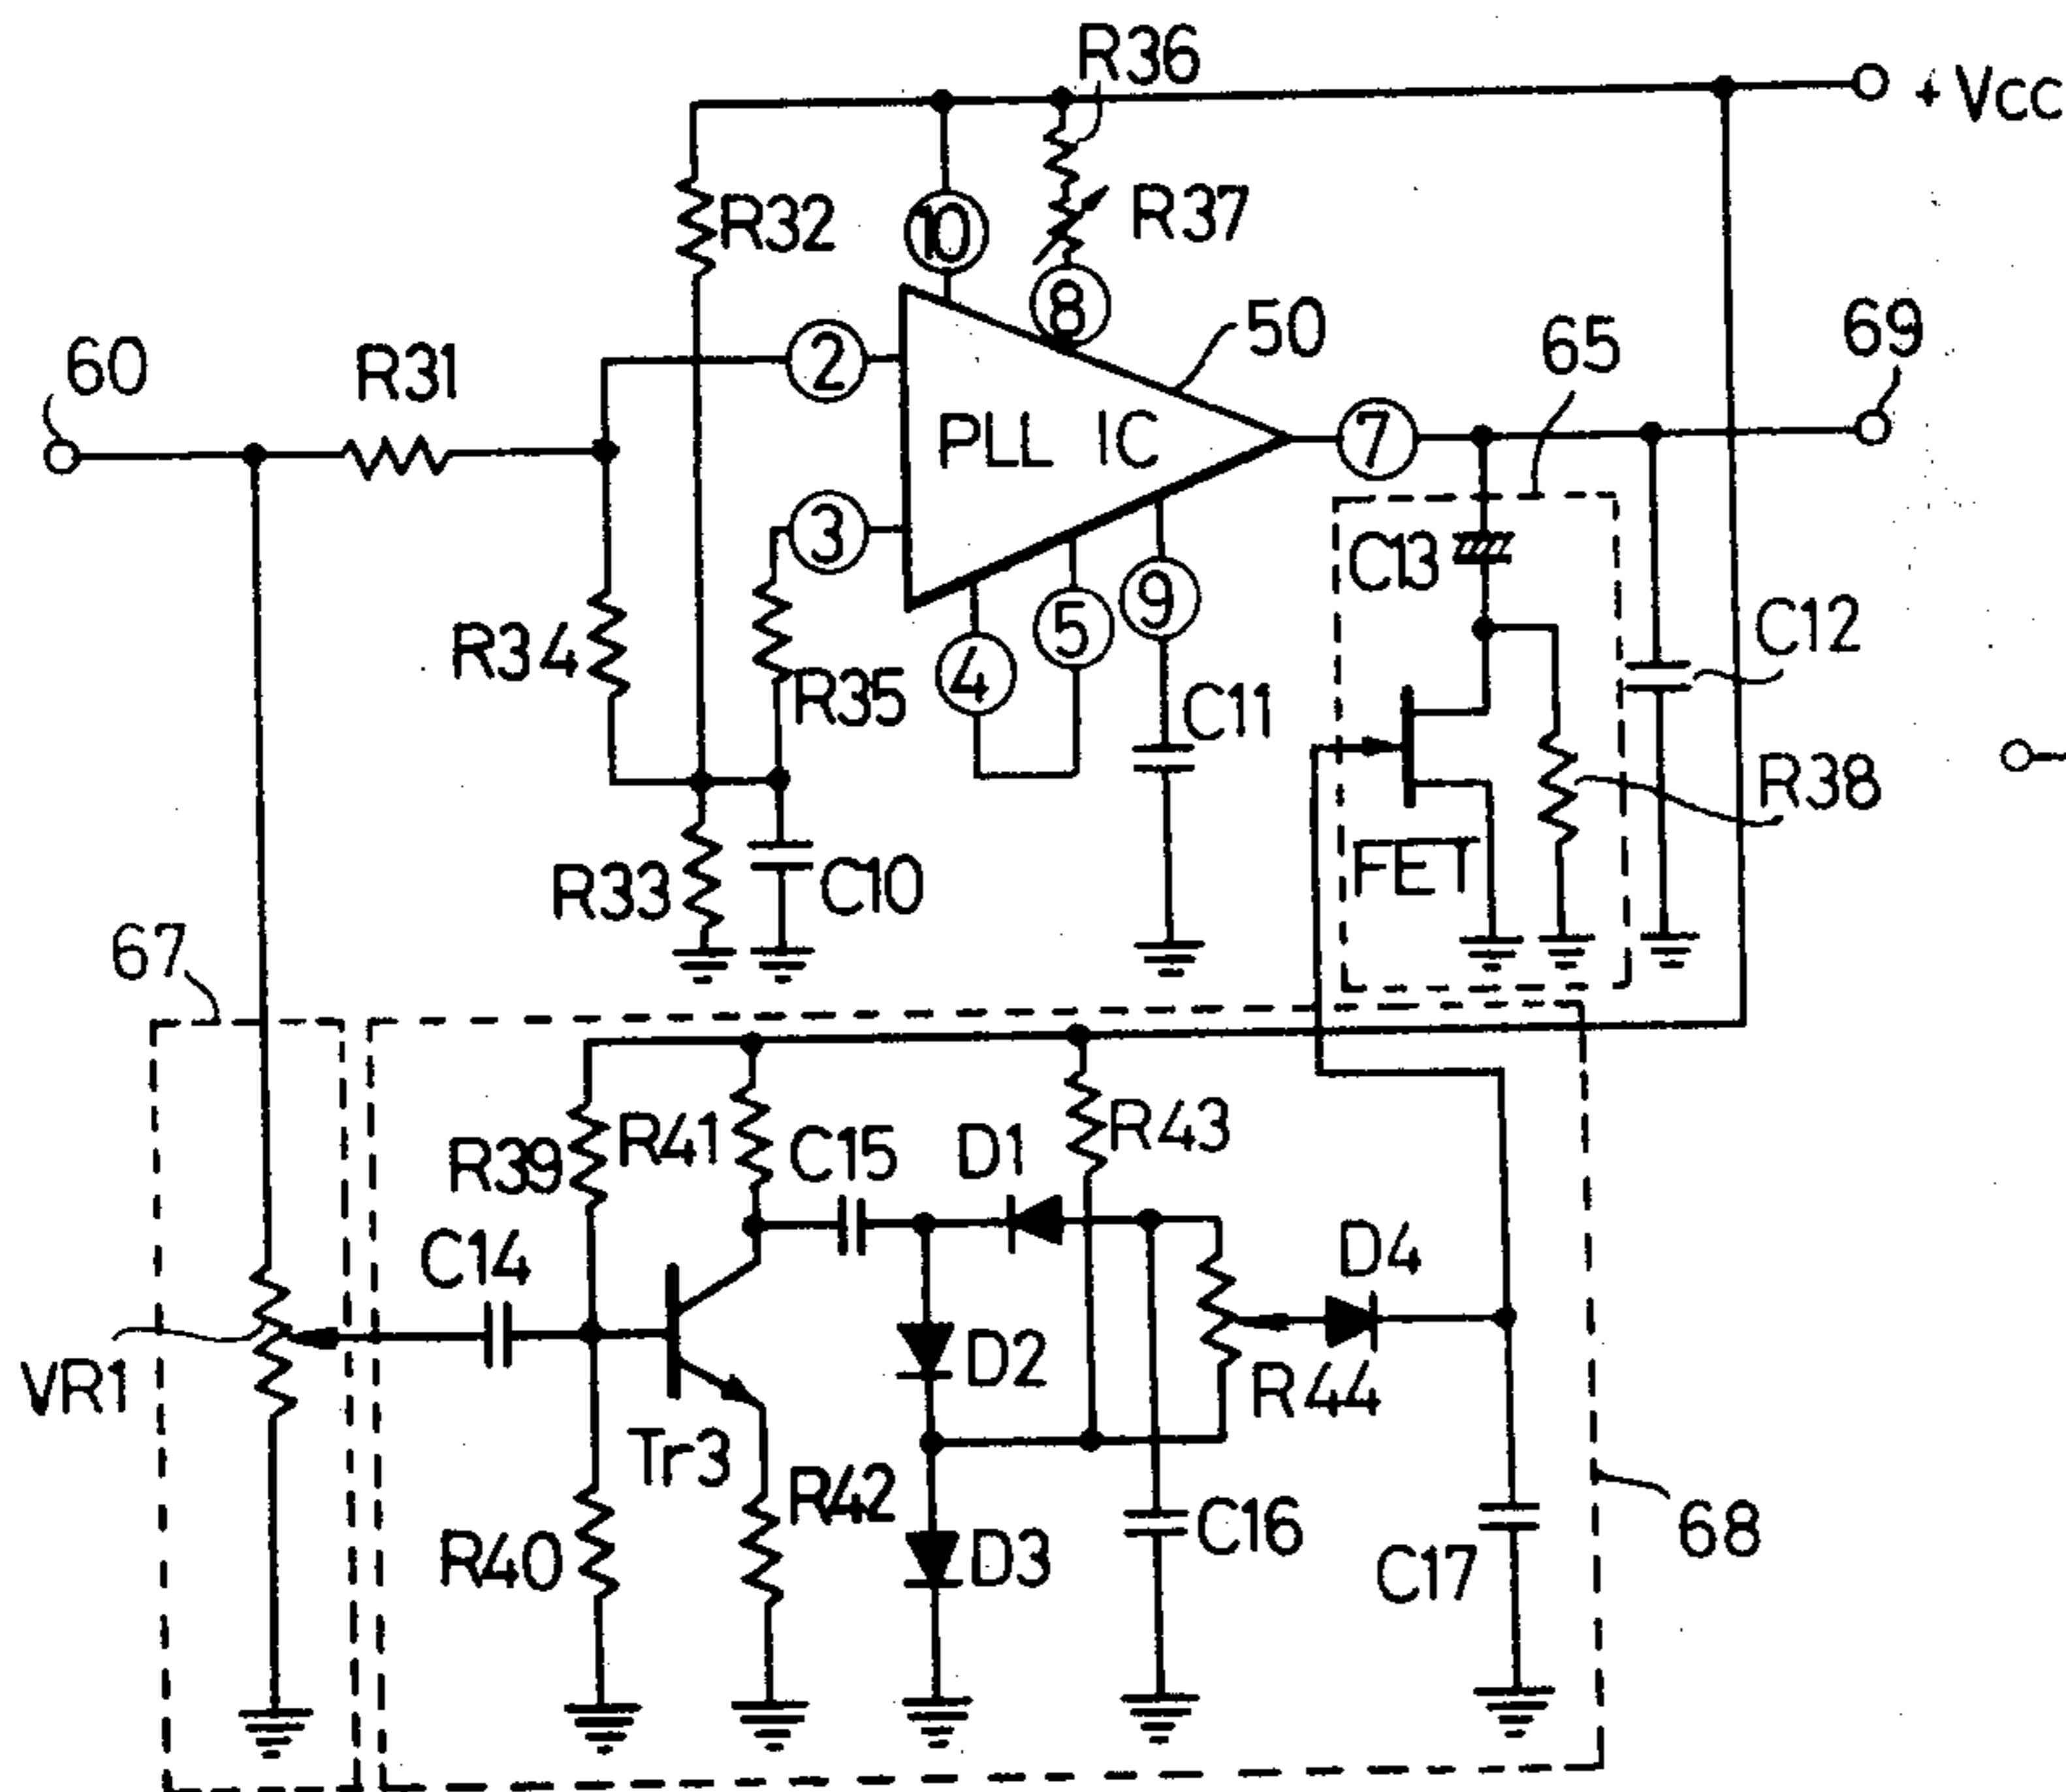 R36
+ Vcc
R32
10
R37
8
50
65
69
60
R31
2
PLL IC
7
3
C13
R34
R35
4
5
9
C11
C12
R38
FET
R33
C10
67
R39
R41
C15
D1
R43
C14
D4
VR1
D2
R44
Tr3
R42
R40
D3
C16
C17
68